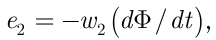 e₂ = −w₂(dΦ / dt),